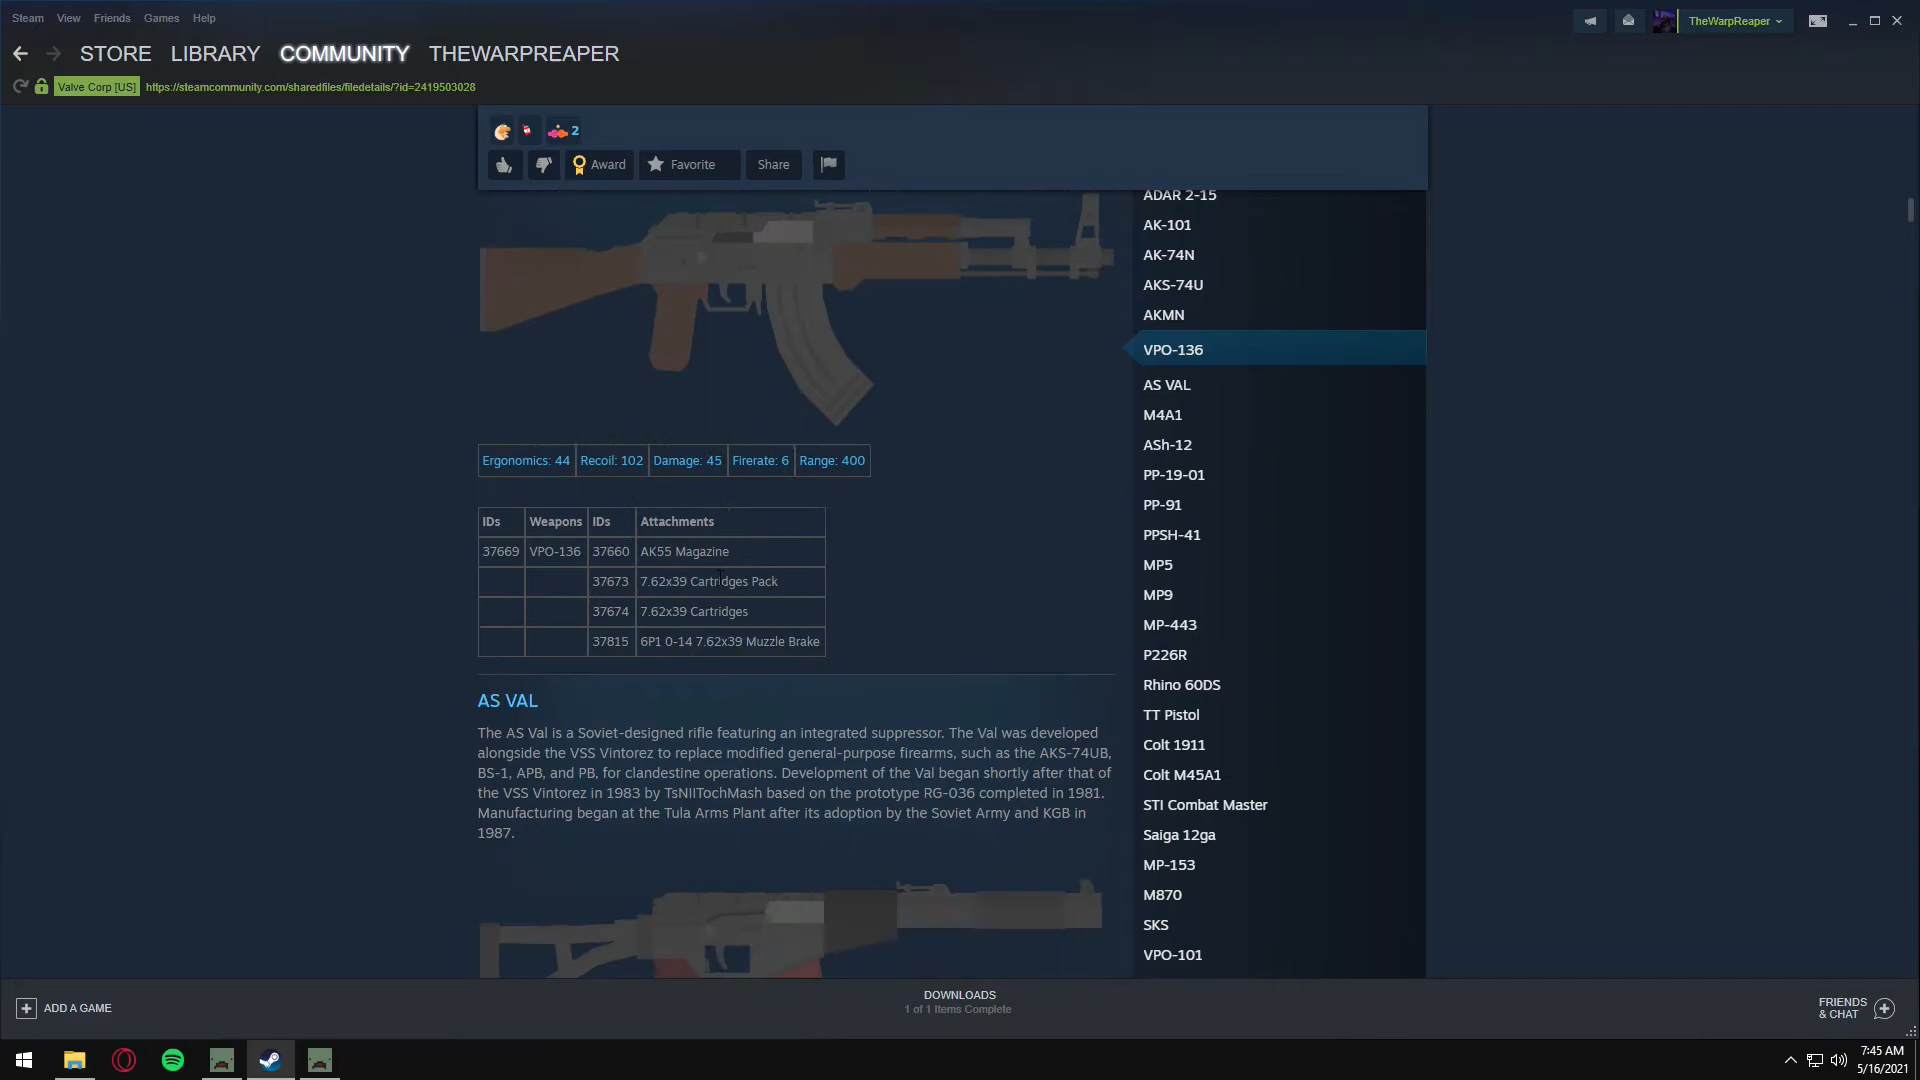 Steam View Friends Games Help
TheWarpReaper
STORE LIBRARY COMMUNITY THEWARPREAPER
Valve Corp [US] https://steamcommunity.com/sharedfiles/filedetails/?id=2419503028
2
Award Favorite Share
ADAR 2-15
AK-101
AK-74N
AKS-74U
AKMN
VPO-136
AS VAL
M4A1
ASh-12
PP-19-01
PP-91
PPSH-41
MP5
MP9
MP-443
P226R
Rhino 60DS
TT Pistol
Colt 1911
Colt M45A1
STI Combat Master
Saiga 12ga
MP-153
M870
SKS
VPO-101
Ergonomics: 44 Recoil: 102 Damage: 45 Firerate: 6 Range: 400
IDs Weapons IDs Attachments
37669 VPO-136 37660 AK55 Magazine
37673 7.62x39 Cartridges Pack
37674 7.62x39 Cartridges
37815 6P1 0-14 7.62x39 Muzzle Brake
AS VAL
The AS Val is a Soviet-designed rifle featuring an integrated suppressor. The Val was developed
alongside the VSS Vintorez to replace modified general-purpose firearms, such as the AKS-74UB,
BS-1, APB, and PB, for clandestine operations. Development of the Val began shortly after that of
the VSS Vintorez in 1983 by TsNIITochMash based on the prototype RG-036 completed in 1981.
Manufacturing began at the Tula Arms Plant after its adoption by the Soviet Army and KGB in
1987.
ADD A GAME
DOWNLOADS
1 of 1 Items Complete
FRIENDS
& CHAT
7:45 AM
5/16/2021